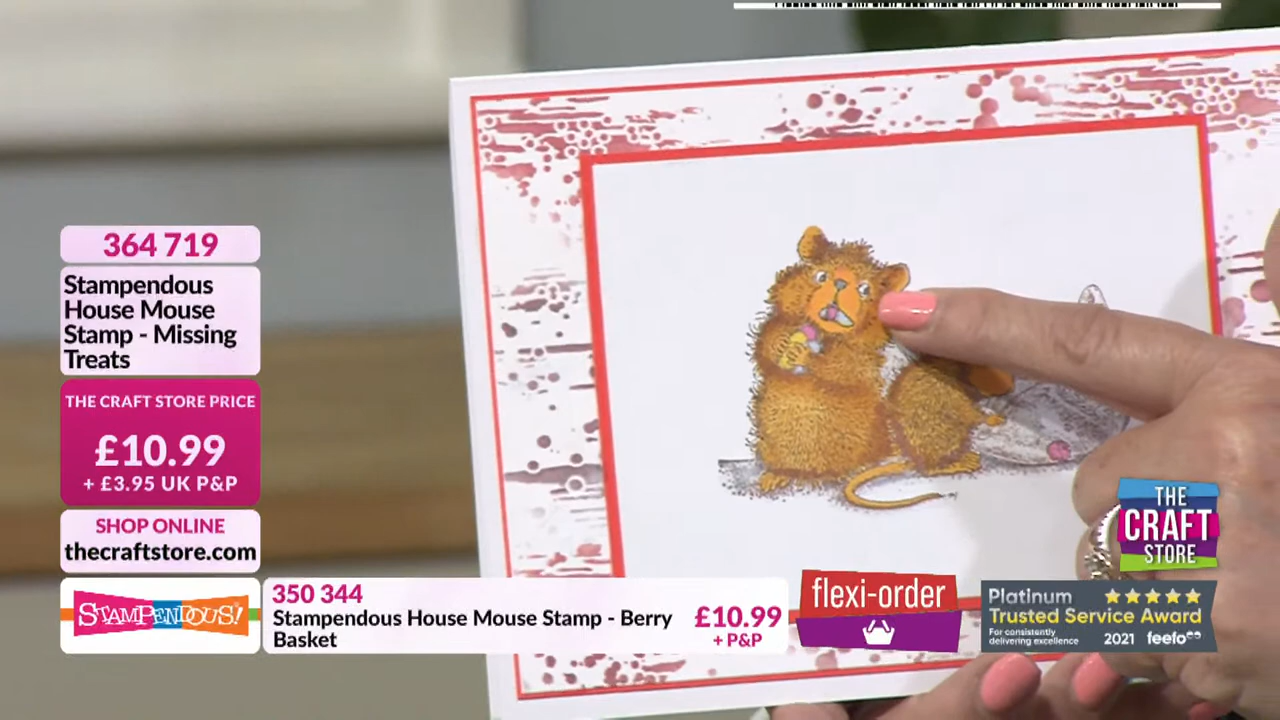 364 719
Stampendous
House Mouse
Stamp - Missing
Treats
THE CRAFT STORE PRICE
£10.99
+ £3.95 UK P&P
SHOP ONLINE
thecraftstore.com
STAMPENDOUS!
350 344
Stampendous House Mouse Stamp - Berry
Basket
£10.99
+ P&P
flexi-order
THE
CRAFT
STORE
Platinum
Trusted Service Award
For consistently
delivering excellence
2021 feefo